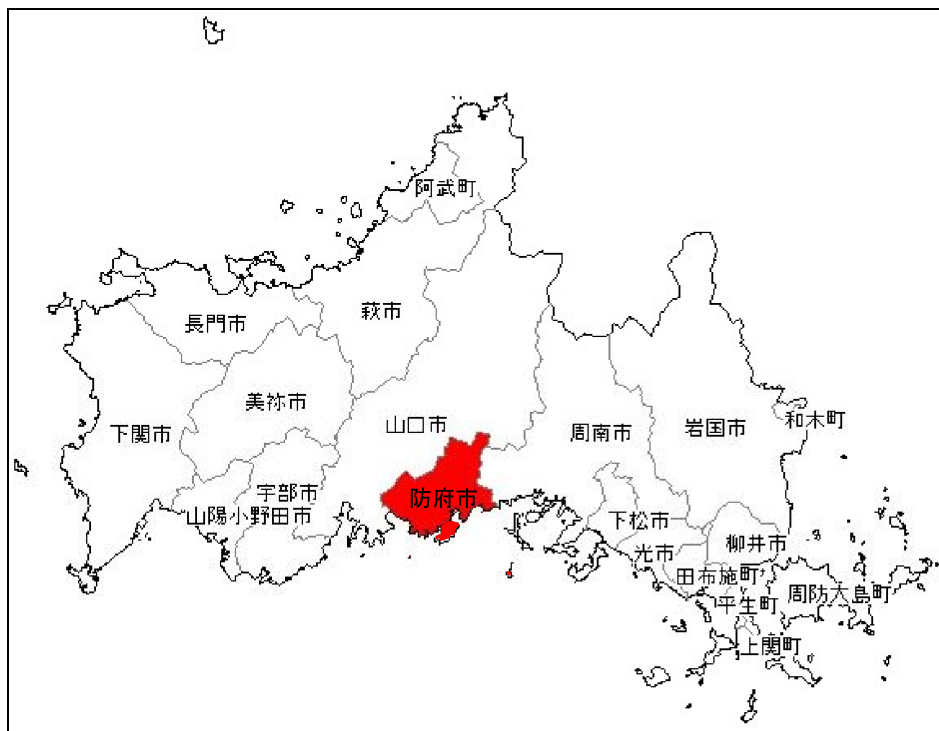 阿武町
萩市
長門市
美祢市
下関市
山口市
周南市
岩国市
和木町
宇部市
防府市
山陽小野田市
下松市
柳井市
光市
田布施町
周防大島町
平生町
上関町